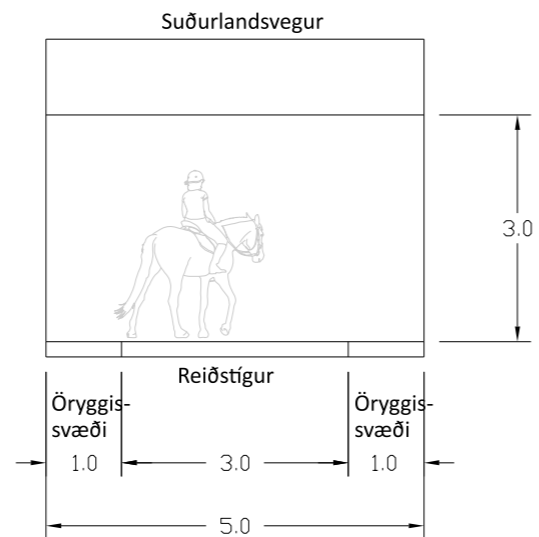 Suðurlandsvegur
3.0
Reiðstígur
Öryggis-
svæði
Öryggis-
svæði
1.0
3.0
1.0
5.0